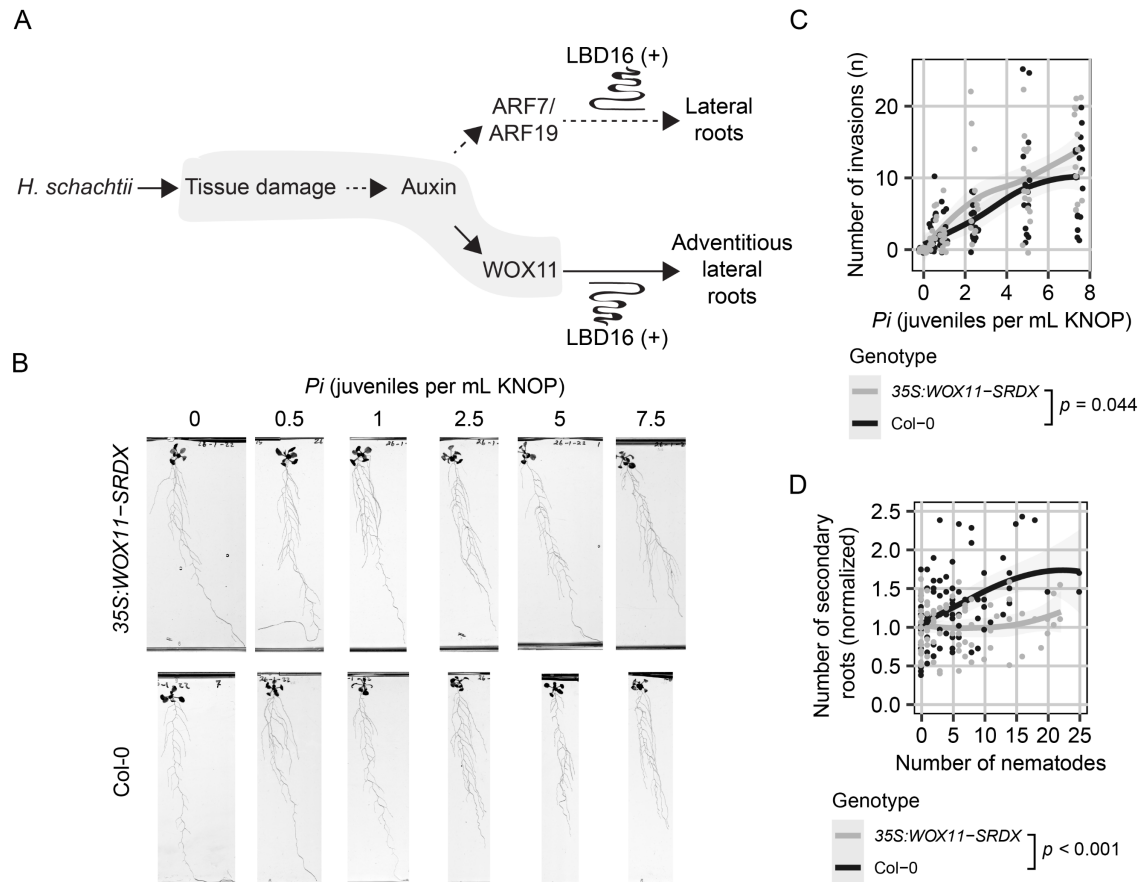 A
H. schachtii
Tissue damage
Auxin
ARF7/
ARF19
LBD16 (+)
Lateral
roots
WOX11
Adventitious
lateral
roots
LBD16 (+)
B
Pi (juveniles per mL KNOP)
0 0.5 1 2.5 5 7.5
35S:WOX11−SRDX
Col-0
C
Number of invasions (n)
20
10
0
0 2 4 6 8
Pi (juveniles per mL KNOP)
Genotype
35S:WOX11−SRDX
Col−0
p = 0.044
D
Number of secondary
roots (normalized)
2.5
2.0
1.5
1.0
0.5
0.0
0 5 10 15 20 25
Number of nematodes
Genotype
35S:WOX11−SRDX
Col−0
p < 0.001